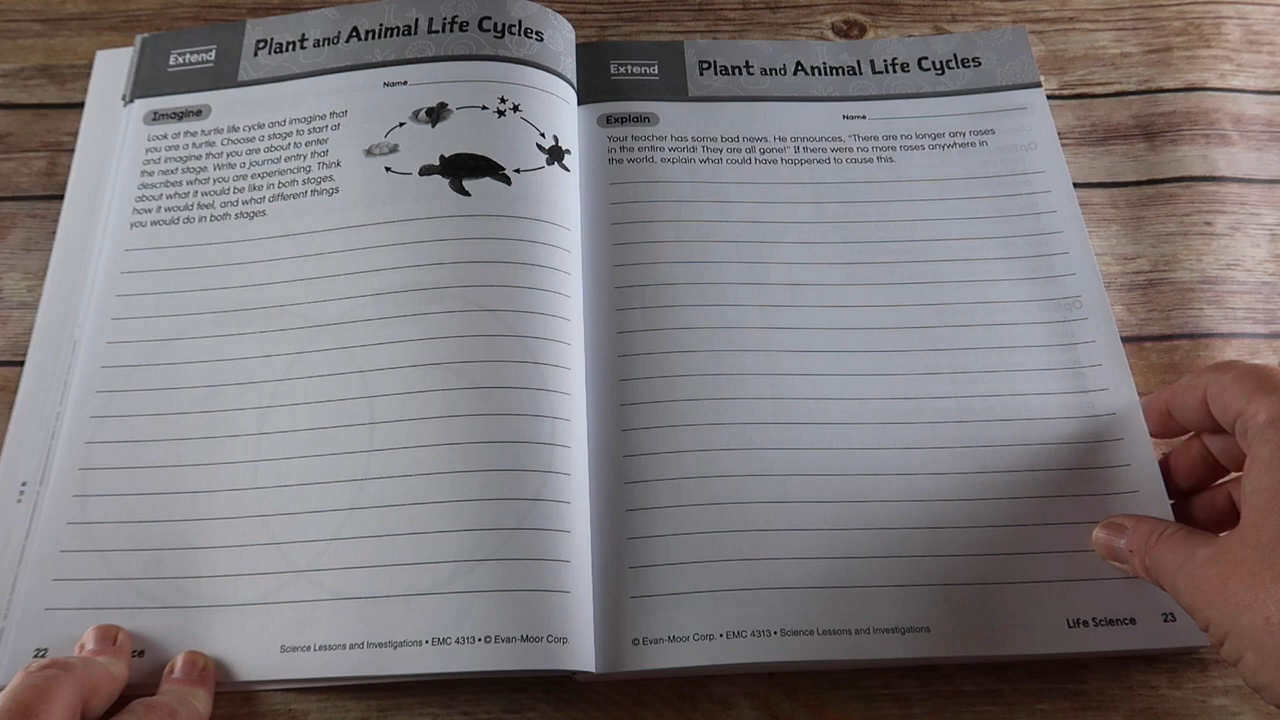 Extend
Plant and Animal Life Cycles
Name
Imagine
Look at the turtle life cycle and imagine that
you are a turtle. Choose a stage to start at
and imagine that you are about to enter
the next stage. Write a journal entry that
describes what you are experiencing. Think
about what it would be like in both stages,
how it would feel, and what different things
you would do in both stages.
22
ce
Science Lessons and Investigations • EMC 4313 • © Evan-Moor Corp.
Extend
Plant and Animal Life Cycles
Name
Explain
Your teacher has some bad news. He announces, "There are no longer any roses
in the entire world! They are all gone!" If there were no more roses anywhere in
the world, explain what could have happened to cause this.
© Evan-Moor Corp. • EMC 4313 • Science Lessons and Investigations
Life Science 23